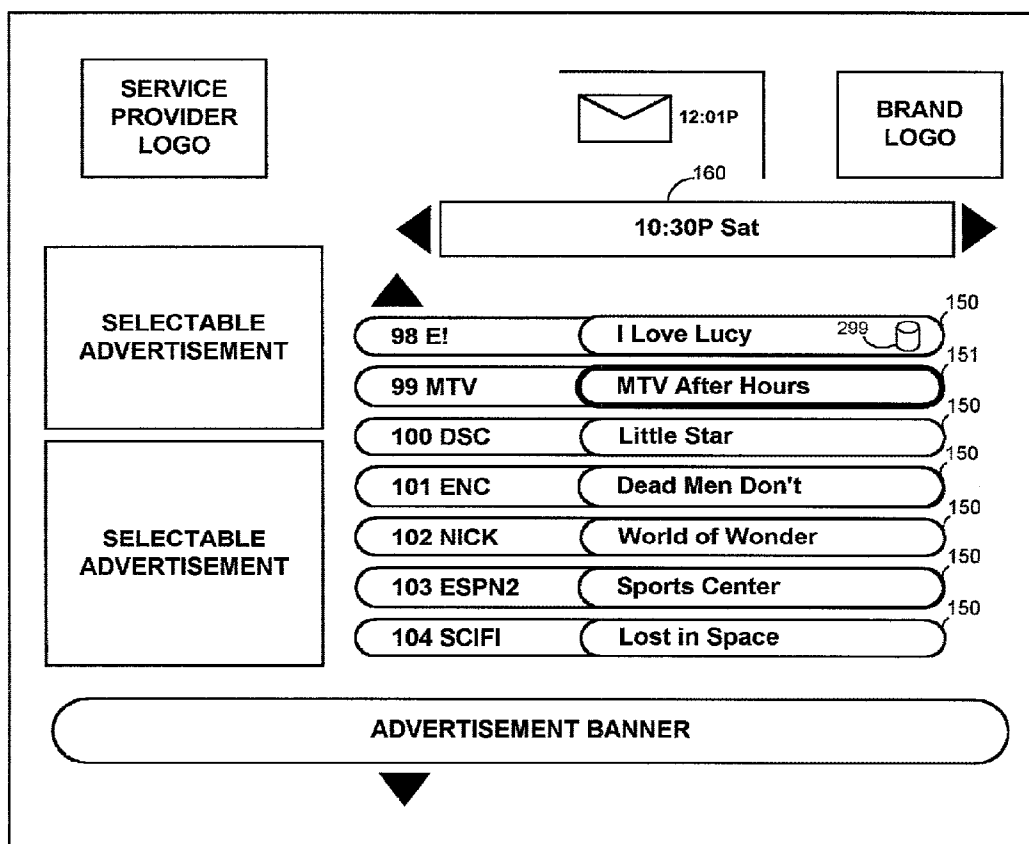 SERVICE
PROVIDER
LOGO
12:01P
BRAND
LOGO
160
10:30P Sat
SELECTABLE
ADVERTISEMENT
SELECTABLE
ADVERTISEMENT
98 E! I Love Lucy 299 150
99 MTV MTV After Hours 151
100 DSC Little Star 150
101 ENC Dead Men Don't 150
102 NICK World of Wonder 150
103 ESPN2 Sports Center 150
104 SCIFI Lost in Space 150
ADVERTISEMENT BANNER